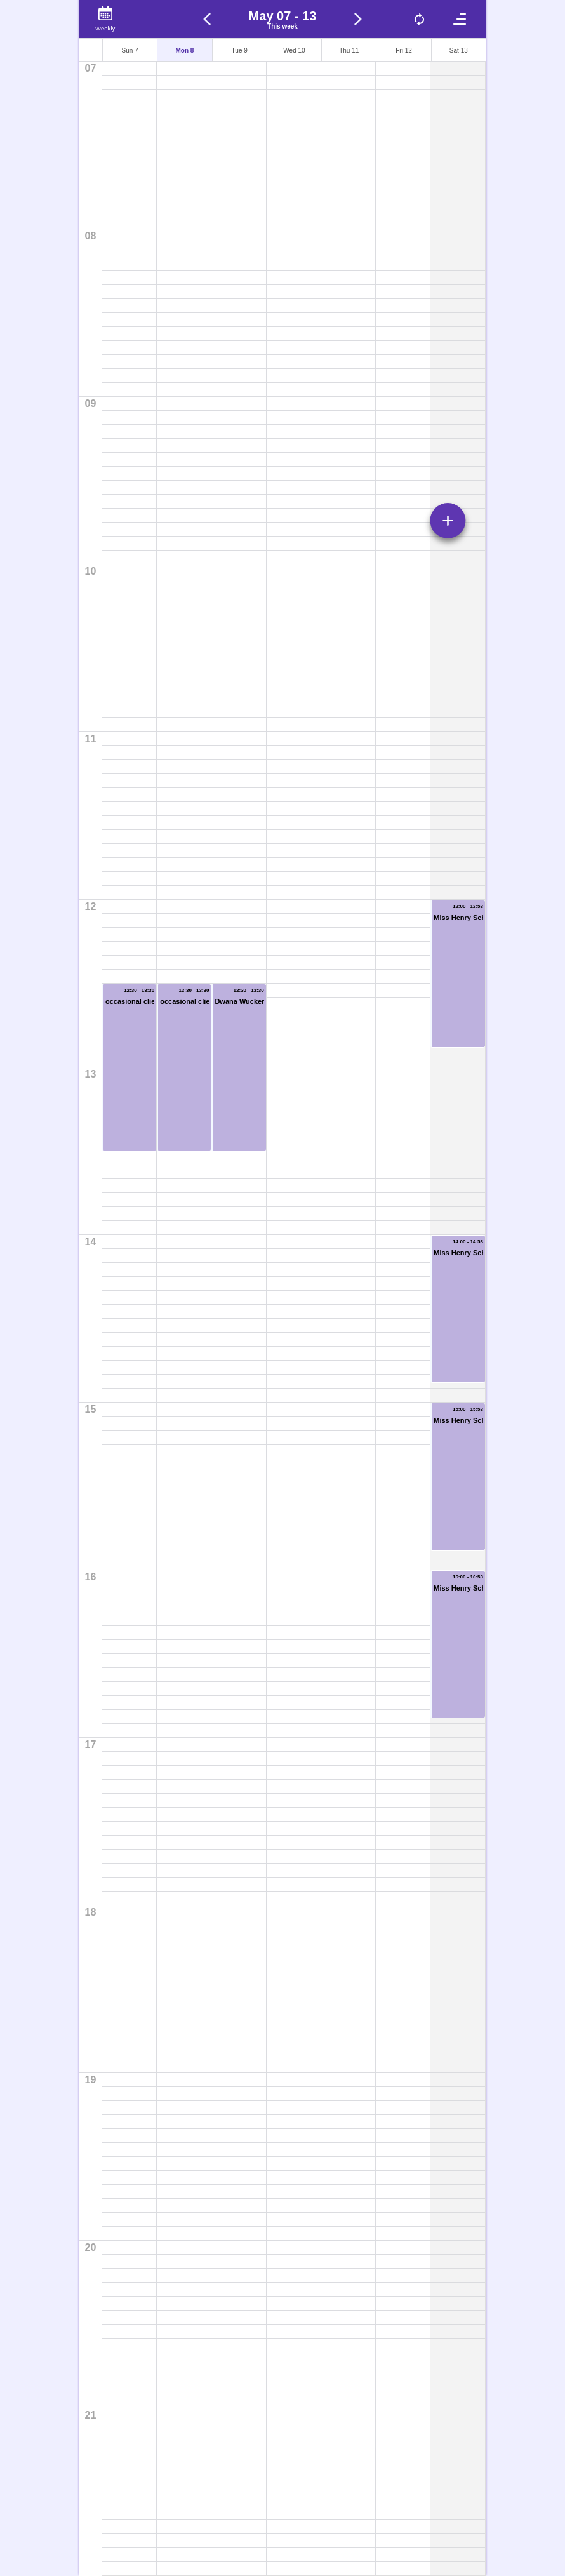 Weekly
May 07 - 13
This week
Sun 7
Mon 8
Tue 9
Wed 10
Thu 11
Fri 12
Sat 13
07
08
09
10
11
12
12:00 - 12:53
Miss Henry Scl
12:30 - 13:30
occasional clie
12:30 - 13:30
occasional clie
12:30 - 13:30
Dwana Wucker
13
14
14:00 - 14:53
Miss Henry Scl
15
15:00 - 15:53
Miss Henry Scl
16
16:00 - 16:53
Miss Henry Scl
17
18
19
20
21